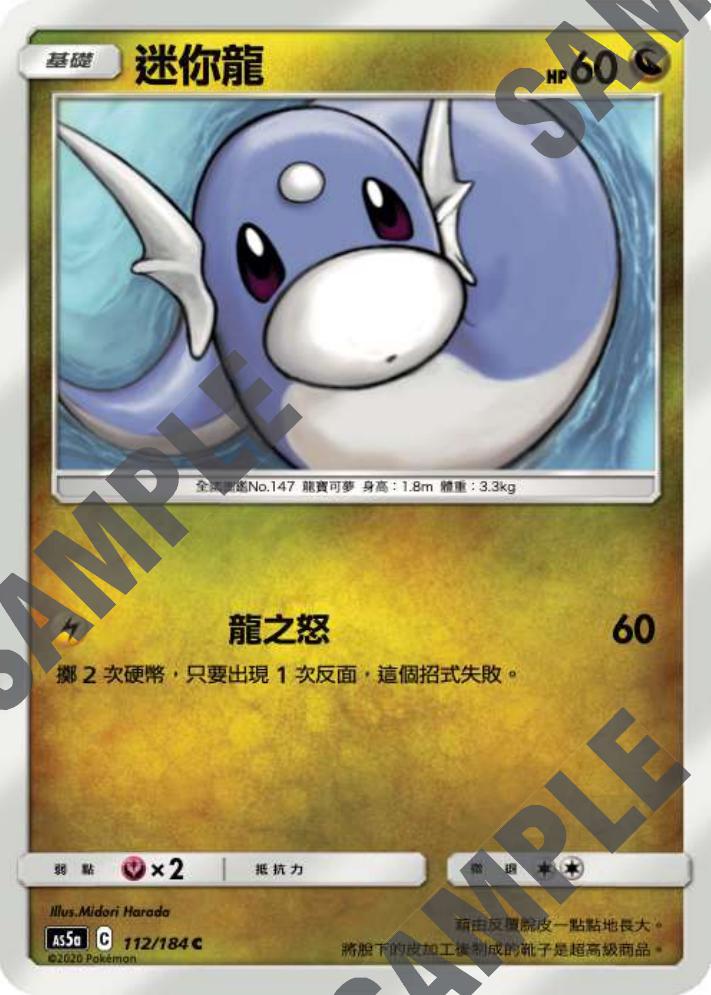 基礎 迷你龍 HP60
全國圖鑑No.147 龍寶可夢 身高：1.8m 體重：3.3kg
龍之怒 60
擲 2 次硬幣，只要出現 1 次反面，這個招式失敗。
弱點 ×2 抵抗力 撤退
Illus.Midori Harada
AS5a C 112/184 C
©2020 Pokémon
藉由反覆脫皮一點點地長大。
將脫下的皮加工後制成的靴子是超高級商品。
SAMPLE
SAMPLE
SAMPLE